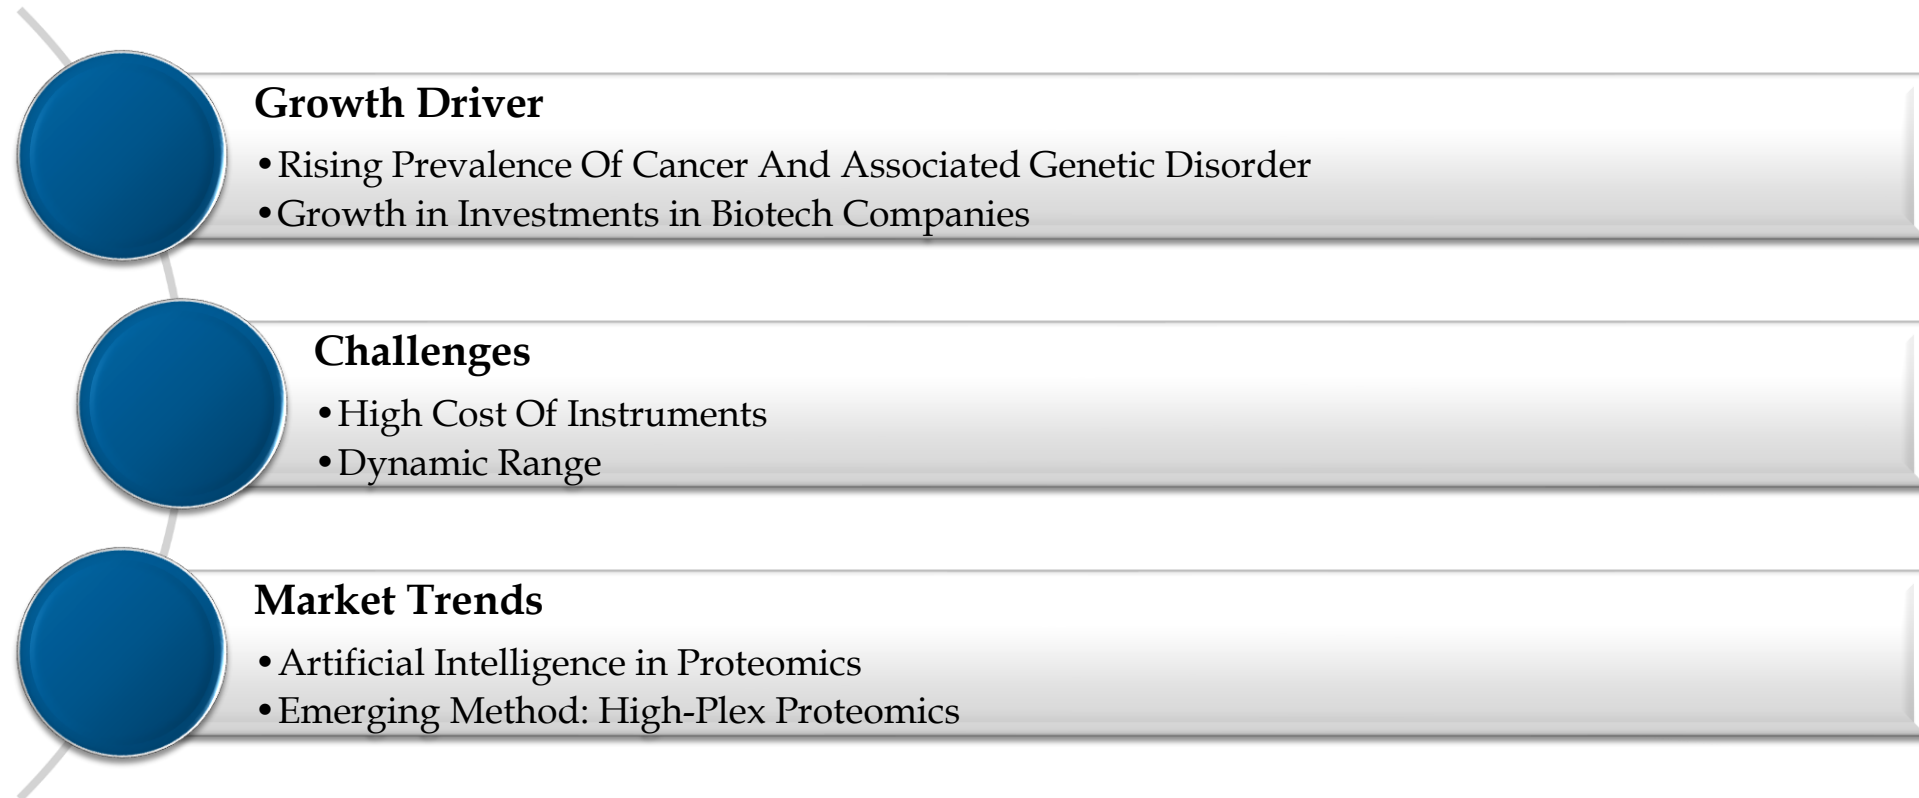 Growth Driver
•Rising Prevalence Of Cancer And Associated Genetic Disorder
•Growth in Investments in Biotech Companies
Challenges
•High Cost Of Instruments
•Dynamic Range
Market Trends
•Artificial Intelligence in Proteomics
•Emerging Method: High-Plex Proteomics